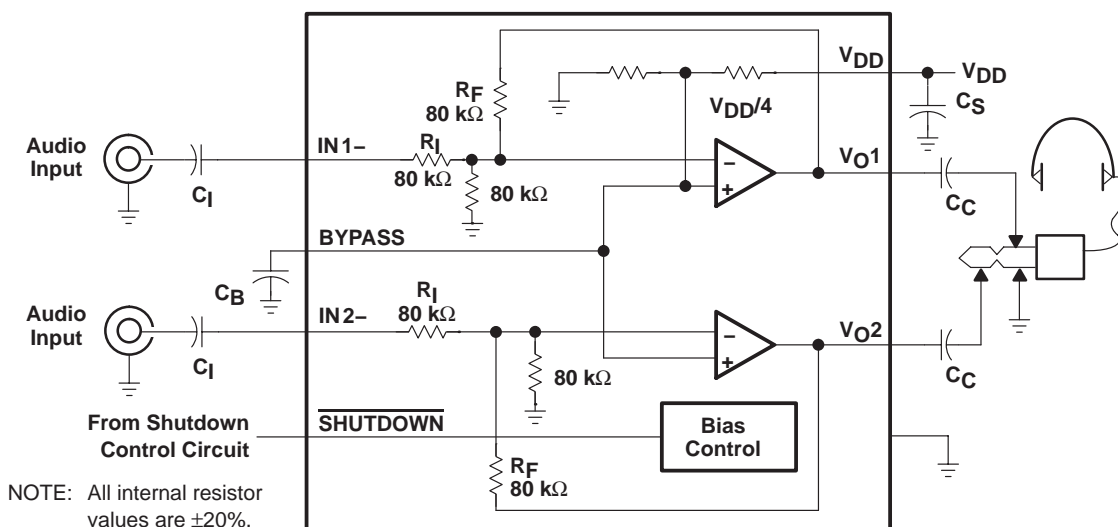 VDD
VDD
RF
80 kΩ
VDD/4
CS
Audio
Input
IN1−
RI
80 kΩ
80 kΩ
−
+
VO1
CI
CC
BYPASS
CB
Audio
Input
IN2−
RI
80 kΩ
−
+
VO2
CI
80 kΩ
CC
From Shutdown
Control Circuit
SHUTDOWN
Bias
Control
RF
80 kΩ
NOTE: All internal resistor
values are ±20%.